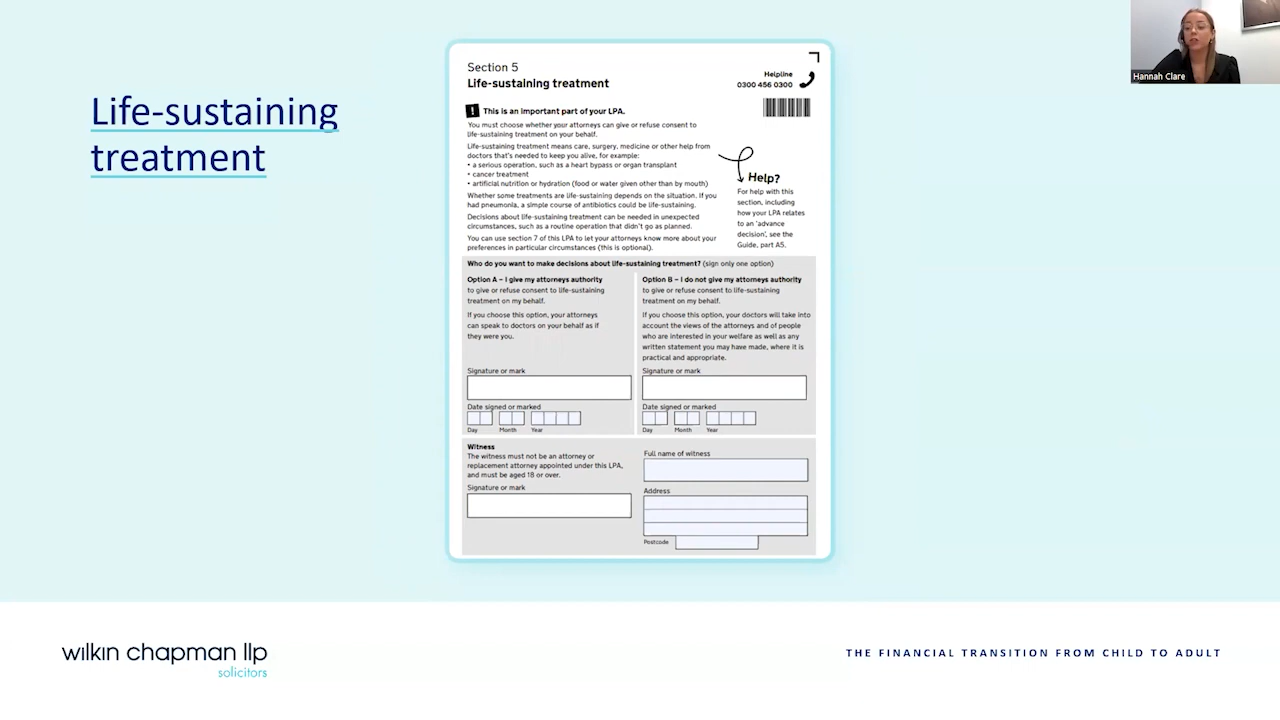 Life-sustaining
treatment
Section 5
Life-sustaining treatment
Helpline
0300 456 0300
! This is an important part of your LPA.
You must choose whether your attorneys can give or refuse consent to
life-sustaining treatment on your behalf.
Life-sustaining treatment means care, surgery, medicine or other help from
doctors that's needed to keep you alive, for example:
• a serious operation, such as a heart bypass or organ transplant
• cancer treatment
• artificial nutrition or hydration (food or water given other than by mouth)
Whether some treatments are life-sustaining depends on the situation. If you
had pneumonia, a simple course of antibiotics could be life-sustaining.
Decisions about life-sustaining treatment can be needed in unexpected
circumstances, such as a routine operation that didn't go as planned.
You can use section 7 of this LPA to let your attorneys know more about your
preferences in particular circumstances (this is optional).
Help?
For help with this
section, including
how your LPA relates
to an 'advance
decision', see the
Guide, part A5.
Who do you want to make decisions about life-sustaining treatment? (sign only one option)
Option A – I give my attorneys authority
to give or refuse consent to life-sustaining
treatment on my behalf.
If you choose this option, your attorneys
can speak to doctors on your behalf as if
they were you.
Signature or mark
Date signed or marked
Day Month Year
Option B – I do not give my attorneys authority
to give or refuse consent to life-sustaining
treatment on my behalf.
If you choose this option, your doctors will take into
account the views of the attorneys and of people
who are interested in your welfare as well as any
written statement you may have made, where it is
practical and appropriate.
Signature or mark
Date signed or marked
Day Month Year
Witness
The witness must not be an attorney or
replacement attorney appointed under this LPA,
and must be aged 18 or over.
Signature or mark
Full name of witness
Address
Postcode
Hannah Clare
wilkin chapman llp
solicitors
THE FINANCIAL TRANSITION FROM CHILD TO ADULT